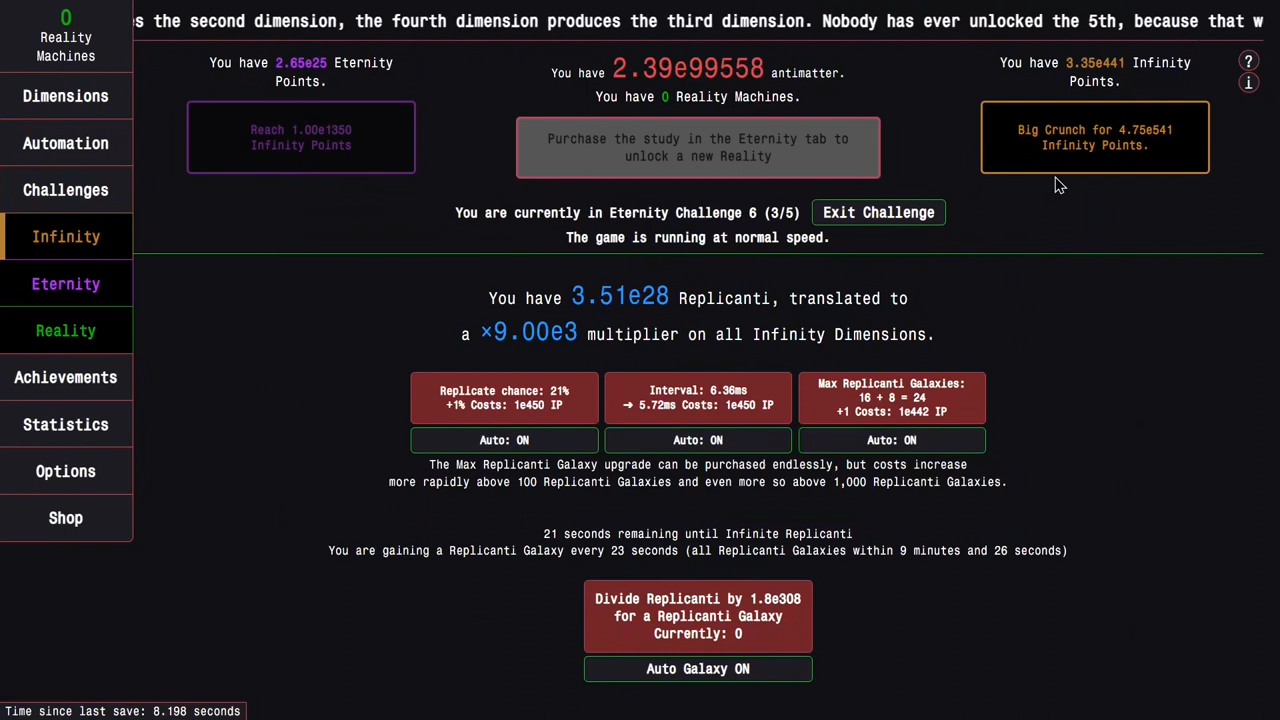 0
Reality
Machines
Dimensions
Automation
Challenges
Infinity
Eternity
Reality
Achievements
Statistics
Options
Shop
the second dimension, the fourth dimension produces the third dimension. Nobody has ever unlocked the 5th, because that w
You have 2.65e25 Eternity
Points.
Reach 1.00e1350
Infinity Points
You have 2.39e99558 antimatter.
You have 0 Reality Machines.
Purchase the study in the Eternity tab to
unlock a new Reality
You have 3.35e441 Infinity
Points.
Big Crunch for 4.75e541
Infinity Points.
?
i
You are currently in Eternity Challenge 6 (3/5)
Exit Challenge
The game is running at normal speed.
You have 3.51e28 Replicanti, translated to
a ×9.00e3 multiplier on all Infinity Dimensions.
Replicate chance: 21%
+1% Costs: 1e450 IP
Auto: ON
Interval: 6.36ms
➔ 5.72ms Costs: 1e450 IP
Auto: ON
Max Replicanti Galaxies:
16 + 8 = 24
+1 Costs: 1e442 IP
Auto: ON
The Max Replicanti Galaxy upgrade can be purchased endlessly, but costs increase
more rapidly above 100 Replicanti Galaxies and even more so above 1,000 Replicanti Galaxies.
21 seconds remaining until Infinite Replicanti
You are gaining a Replicanti Galaxy every 23 seconds (all Replicanti Galaxies within 9 minutes and 26 seconds)
Divide Replicanti by 1.8e308
for a Replicanti Galaxy
Currently: 0
Auto Galaxy ON
Time since last save: 8.198 seconds